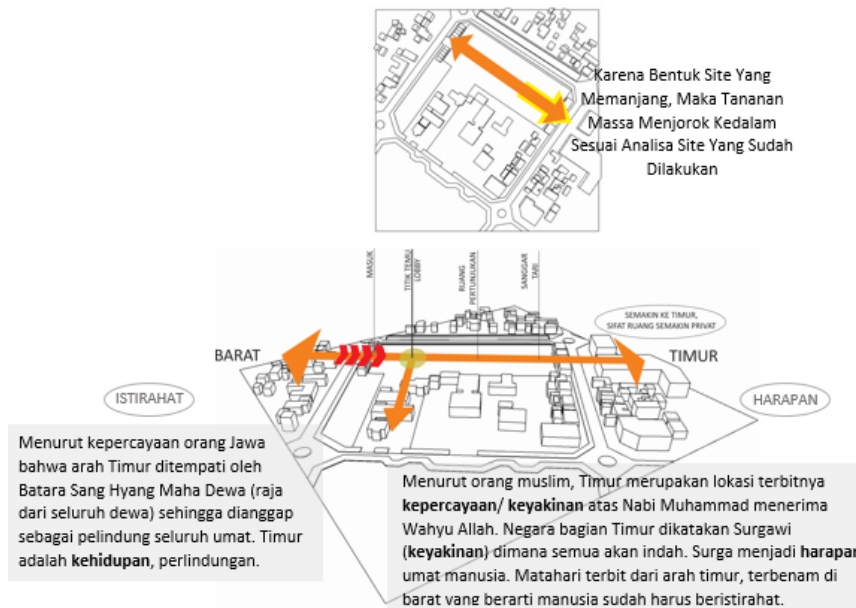 Karena Bentuk Site Yang
Memanjang, Maka Tananan
Massa Menjorok Kedalam
Sesuai Analisa Site Yang Sudah
Dilakukan
MASUK
TITIK TEMU
LOBBY
RUANG
PERTUNJUKAN
SANGGAR
TARI
SEMAKIN KE TIMUR,
SIFAT RUANG SEMAKIN PRIVAT
BARAT
TIMUR
ISTIRAHAT
HARAPAN
Menurut kepercayaan orang Jawa
bahwa arah Timur ditempati oleh
Batara Sang Hyang Maha Dewa (raja
dari seluruh dewa) sehingga dianggap
sebagai pelindung seluruh umat. Timur
adalah kehidupan, perlindungan.
Menurut orang muslim, Timur merupakan lokasi terbitnya
kepercayaan/ keyakinan atas Nabi Muhammad menerima
Wahyu Allah. Negara bagian Timur dikatakan Surgawi
(keyakinan) dimana semua akan indah. Surga menjadi harapan
umat manusia. Matahari terbit dari arah timur, terbenam di
barat yang berarti manusia sudah harus beristirahat.